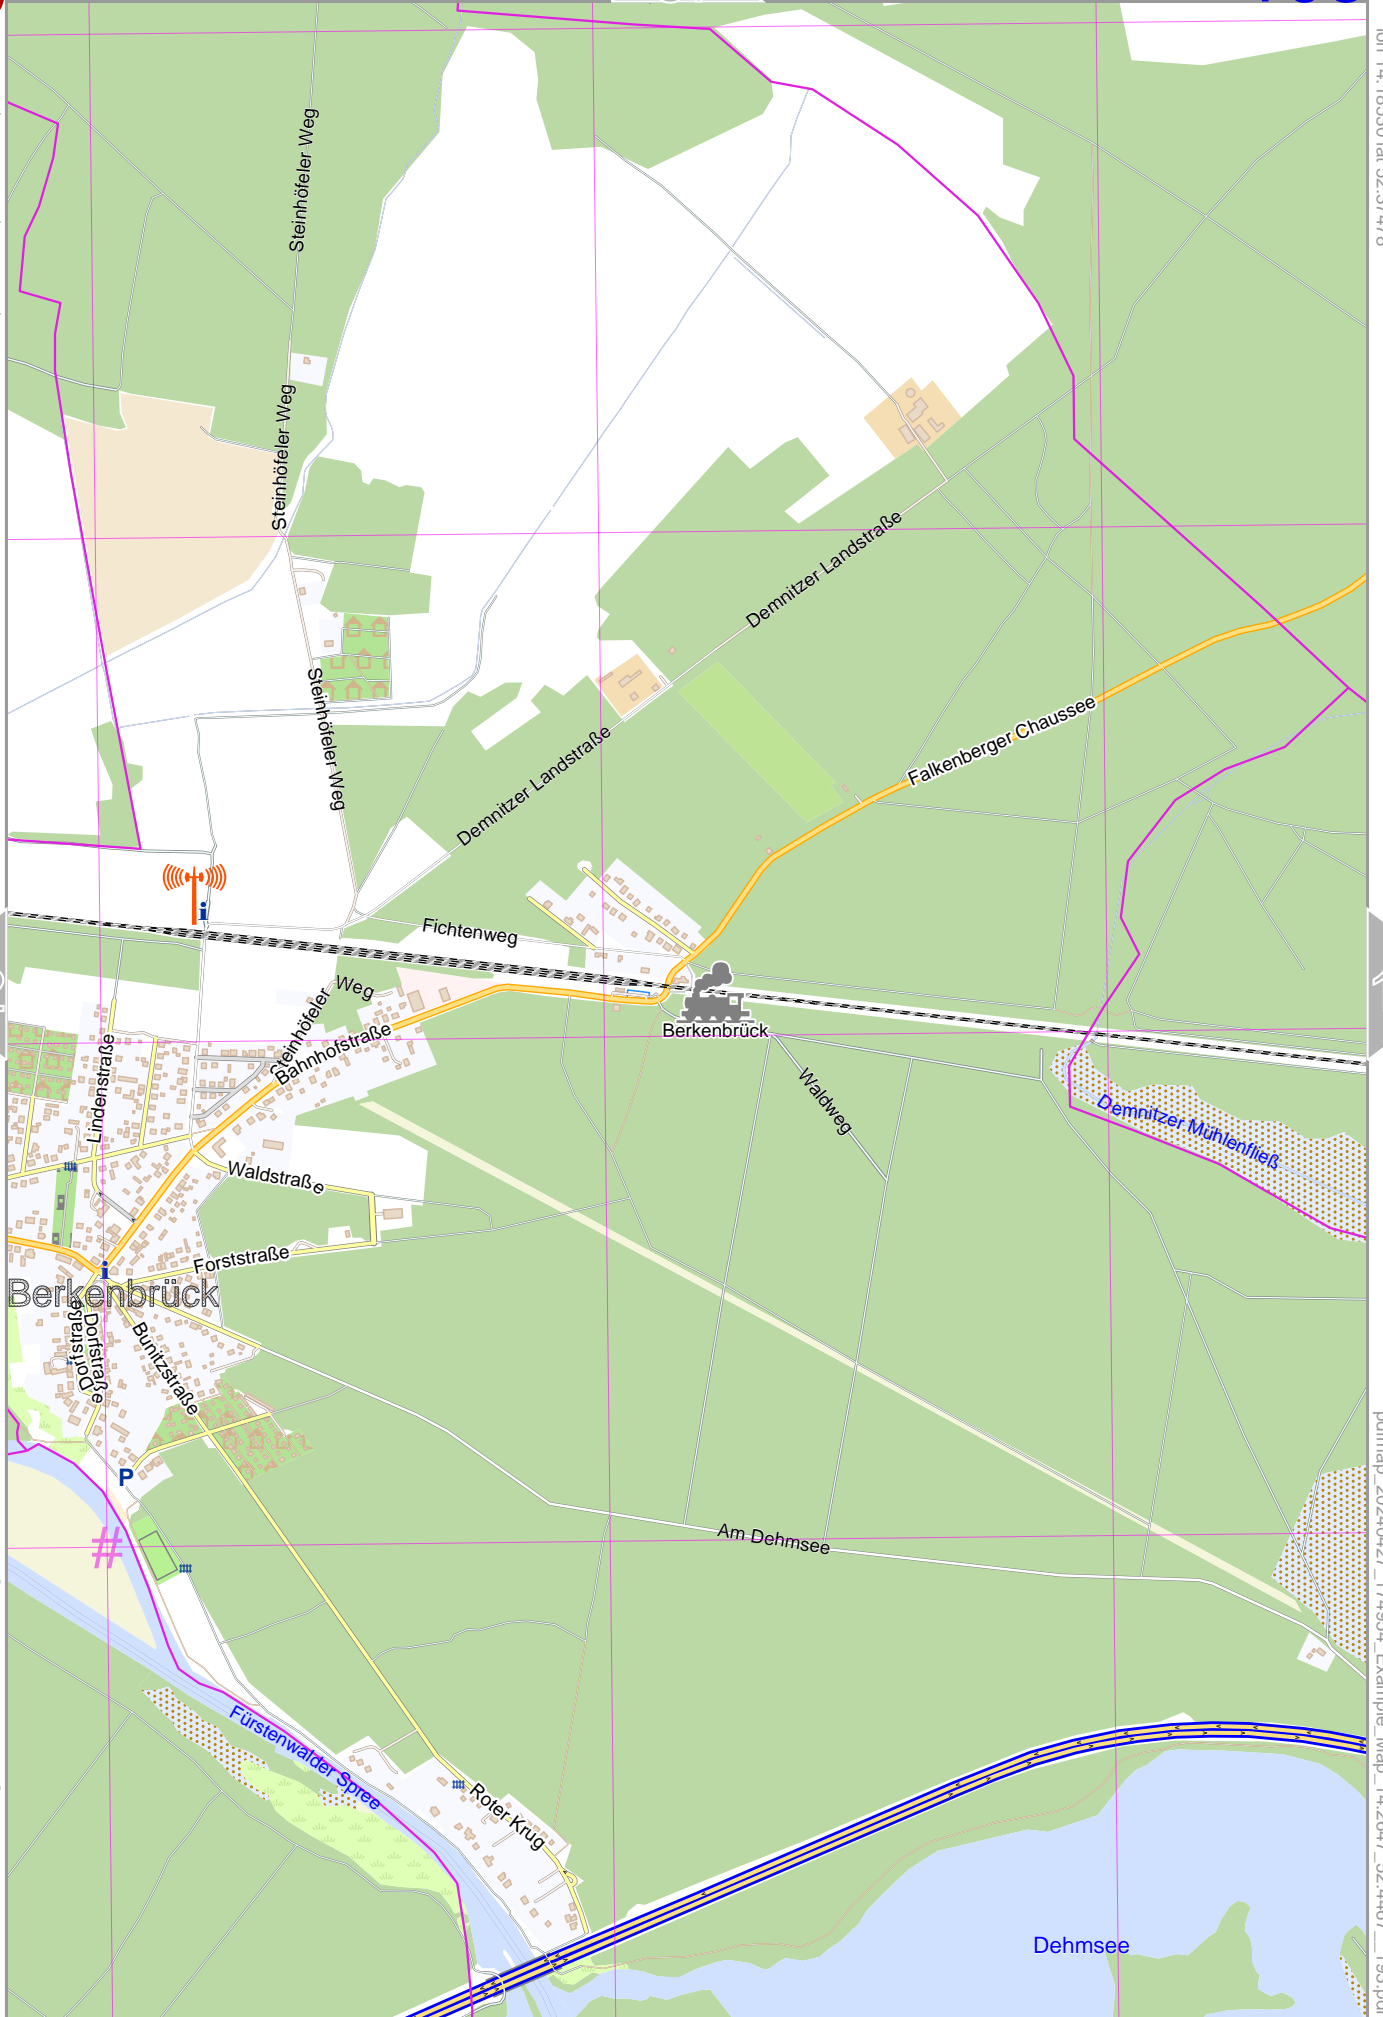 Steinhöfeler Weg
Steinhöfeler Weg
Demnitzer Landstraße
Steinhöfeler Weg
Falkenberger Chaussee
Demnitzer Landstraße
i
Fichtenweg
Weg
Steinhöfeler
Bahnhofstraße
Berkenbrück
Lindenstraße
Waldweg
Demnitzer Mühlenfließ
Waldstraße
Forststraße
i
Berkenbrück
Dorfstraße
Dorfstraße
Bunitzstraße
P
#
Am Dehmsee
Fürstenwalder Spree
Roter Krug
Dehmsee